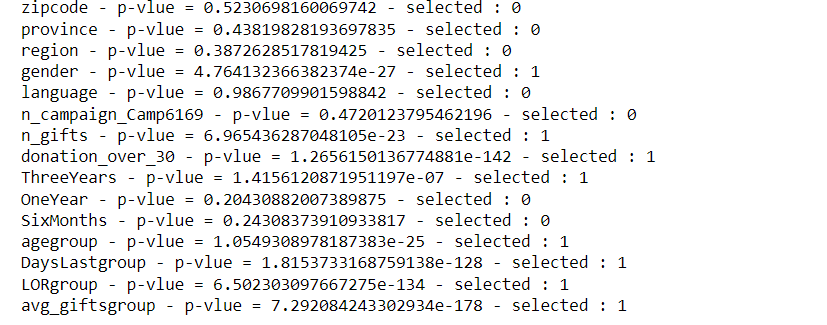 zipcode - p-vlue = 0.5230698160069742 - selected : 0
province - p-vlue = 0.43819828193697835 - selected : 0
region - p-vlue = 0.3872628517819425 - selected : 0
gender - p-vlue = 4.764132366382374e-27 - selected : 1
language - p-vlue = 0.9867709901598842 - selected : 0
n_campaign_Camp6169 - p-vlue = 0.4720123795462196 - selected : 0
n_gifts - p-vlue = 6.965436287048105e-23 - selected : 1
donation_over_30 - p-vlue = 1.2656150136774881e-142 - selected : 1
ThreeYears - p-vlue = 1.4156120871951197e-07 - selected : 1
OneYear - p-vlue = 0.20430882007389875 - selected : 0
SixMonths - p-vlue = 0.24308373910933817 - selected : 0
agegroup - p-vlue = 1.0549308978187383e-25 - selected : 1
DaysLastgroup - p-vlue = 1.8153733168759138e-128 - selected : 1
LORgroup - p-vlue = 6.502303097667275e-134 - selected : 1
avg_giftsgroup - p-vlue = 7.292084243302934e-178 - selected : 1